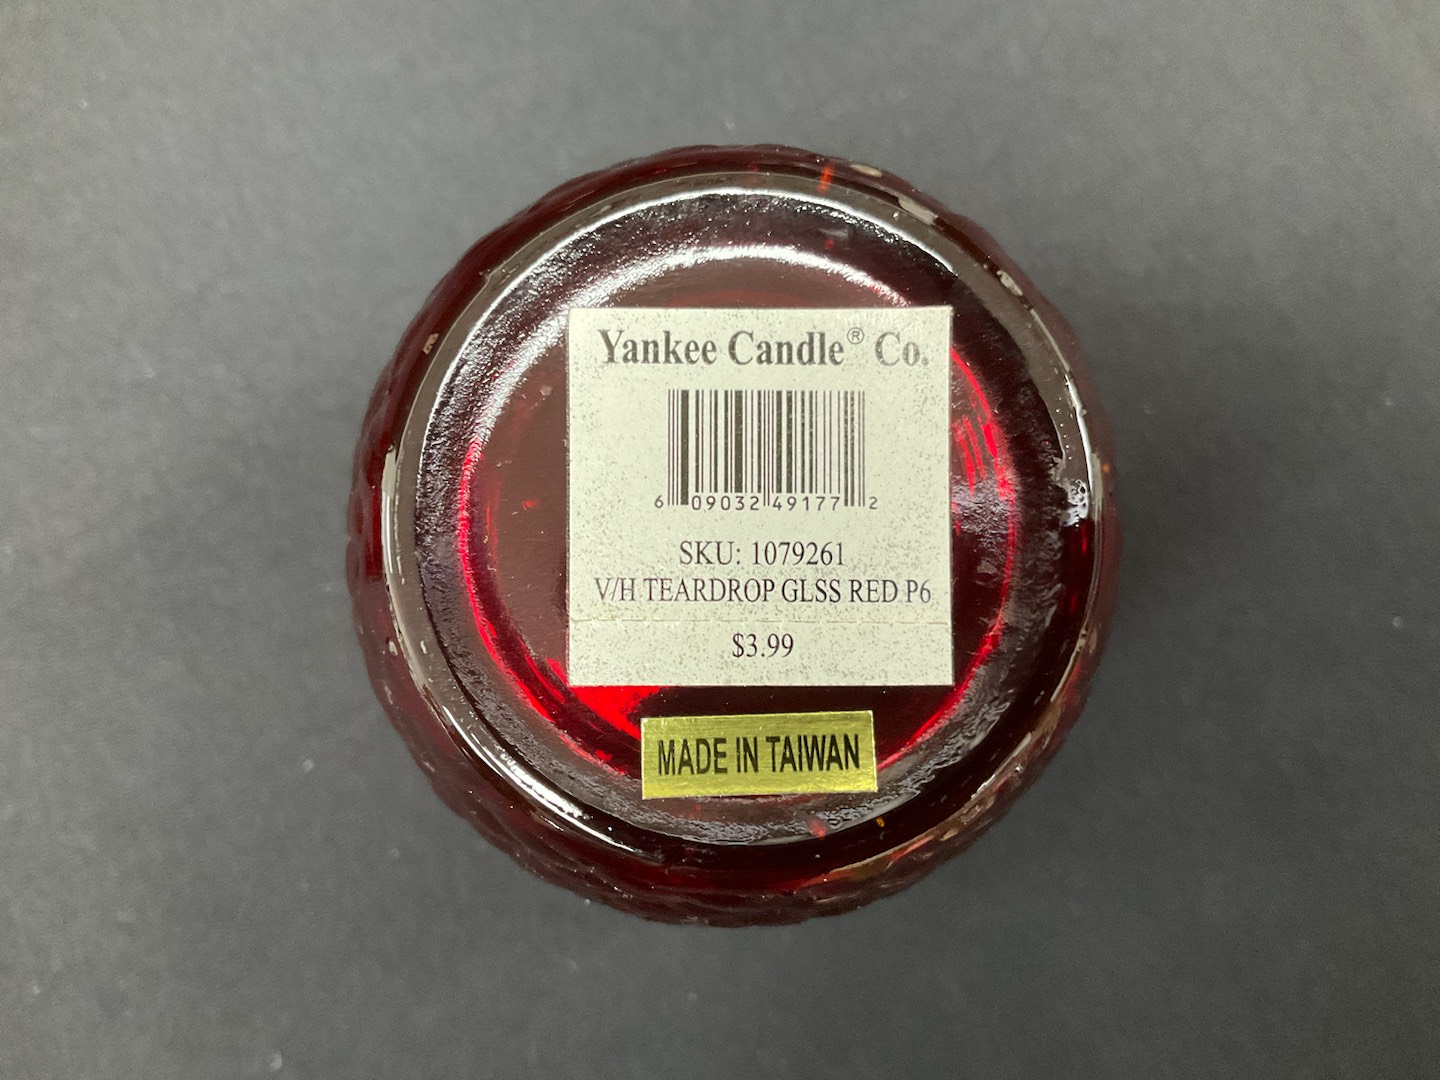 Yankee Candle® Co.
6 09032 49177 2
SKU: 1079261
V/H TEARDROP GLSS RED P6
$3.99
MADE IN TAIWAN